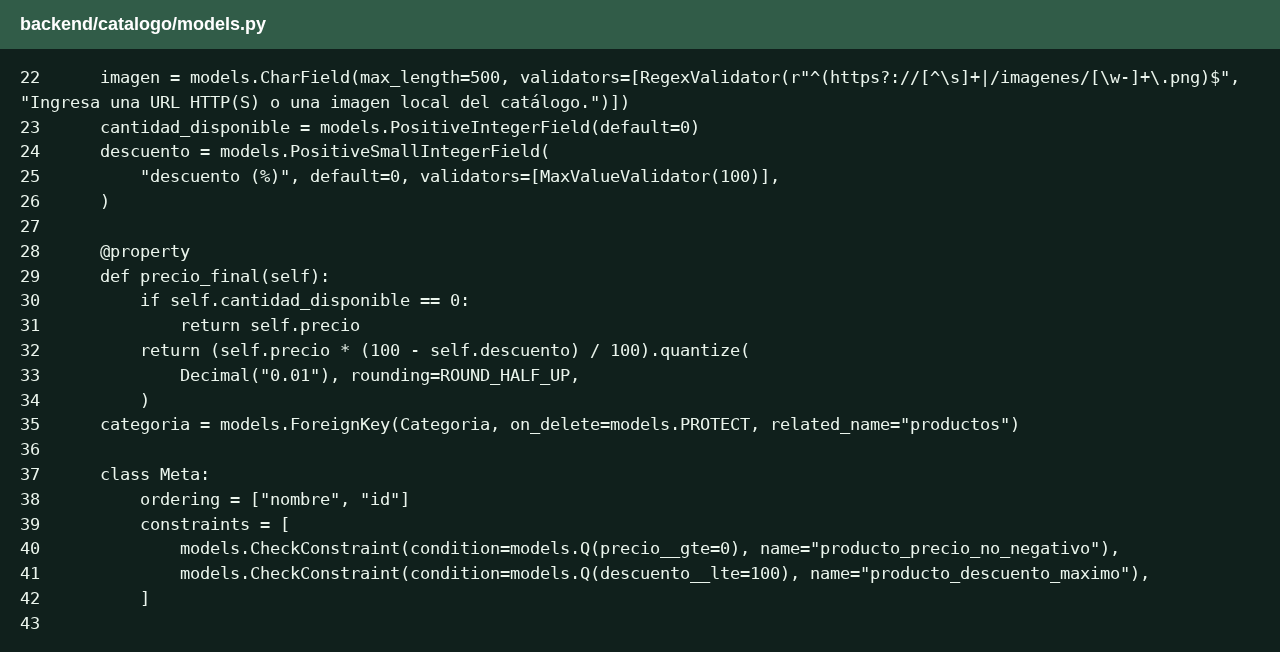 backend/catalogo/models.py
22      imagen = models.CharField(max_length=500, validators=[RegexValidator(r"^(https?://[^\s]+|/imagenes/[\w-]+\.png)$",
"Ingresa una URL HTTP(S) o una imagen local del catálogo.")])
23      cantidad_disponible = models.PositiveIntegerField(default=0)
24      descuento = models.PositiveSmallIntegerField(
25          "descuento (%)", default=0, validators=[MaxValueValidator(100)],
26      )
27
28      @property
29      def precio_final(self):
30          if self.cantidad_disponible == 0:
31              return self.precio
32          return (self.precio * (100 - self.descuento) / 100).quantize(
33              Decimal("0.01"), rounding=ROUND_HALF_UP,
34          )
35      categoria = models.ForeignKey(Categoria, on_delete=models.PROTECT, related_name="productos")
36
37      class Meta:
38          ordering = ["nombre", "id"]
39          constraints = [
40              models.CheckConstraint(condition=models.Q(precio__gte=0), name="producto_precio_no_negativo"),
41              models.CheckConstraint(condition=models.Q(descuento__lte=100), name="producto_descuento_maximo"),
42          ]
43